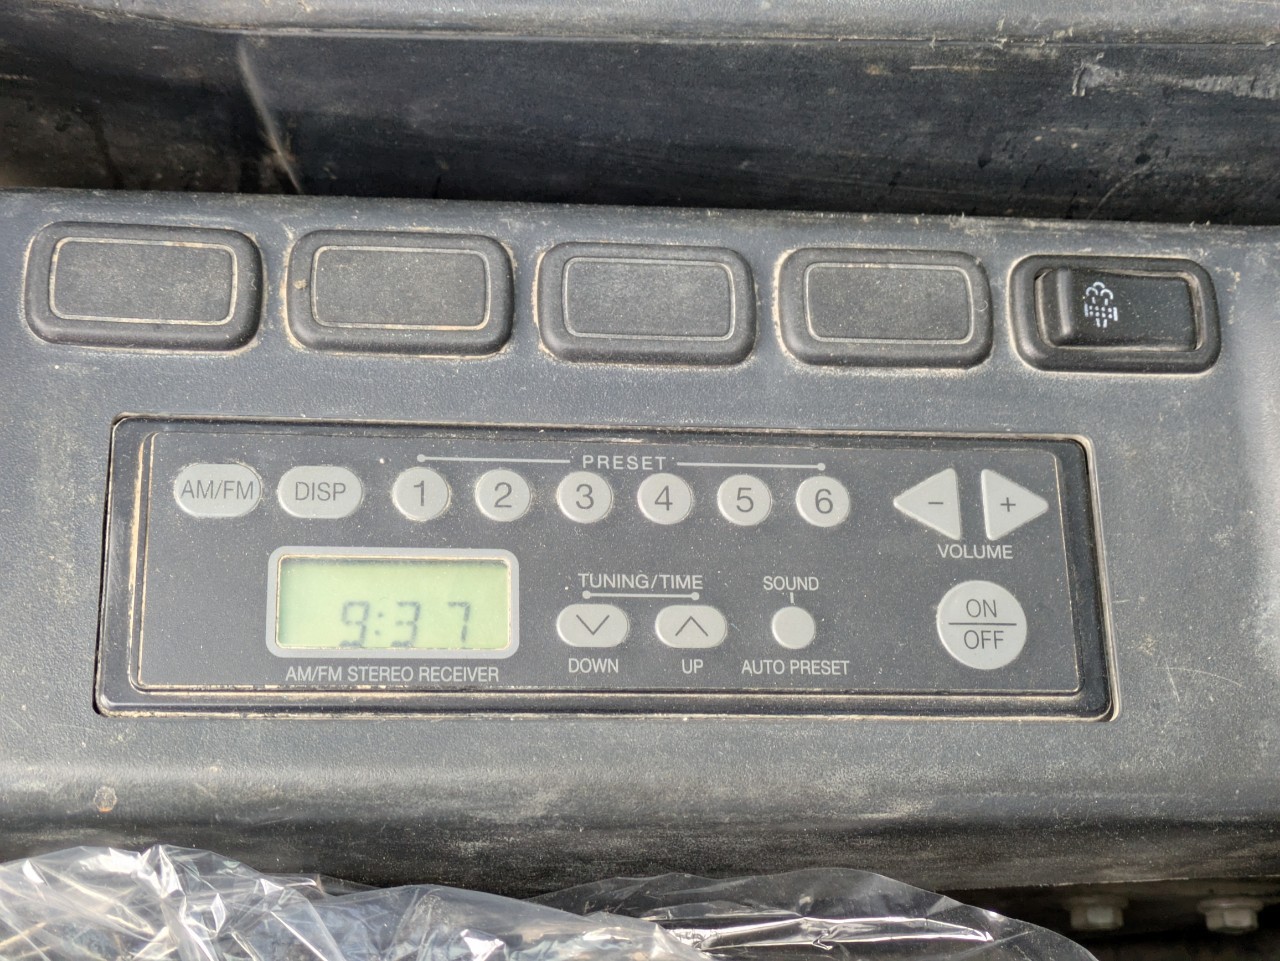 PRESET
AM/FM DISP 1 2 3 4 5 6 - +
VOLUME
9:37
TUNING/TIME SOUND
ON
OFF
AM/FM STEREO RECEIVER DOWN UP AUTO PRESET